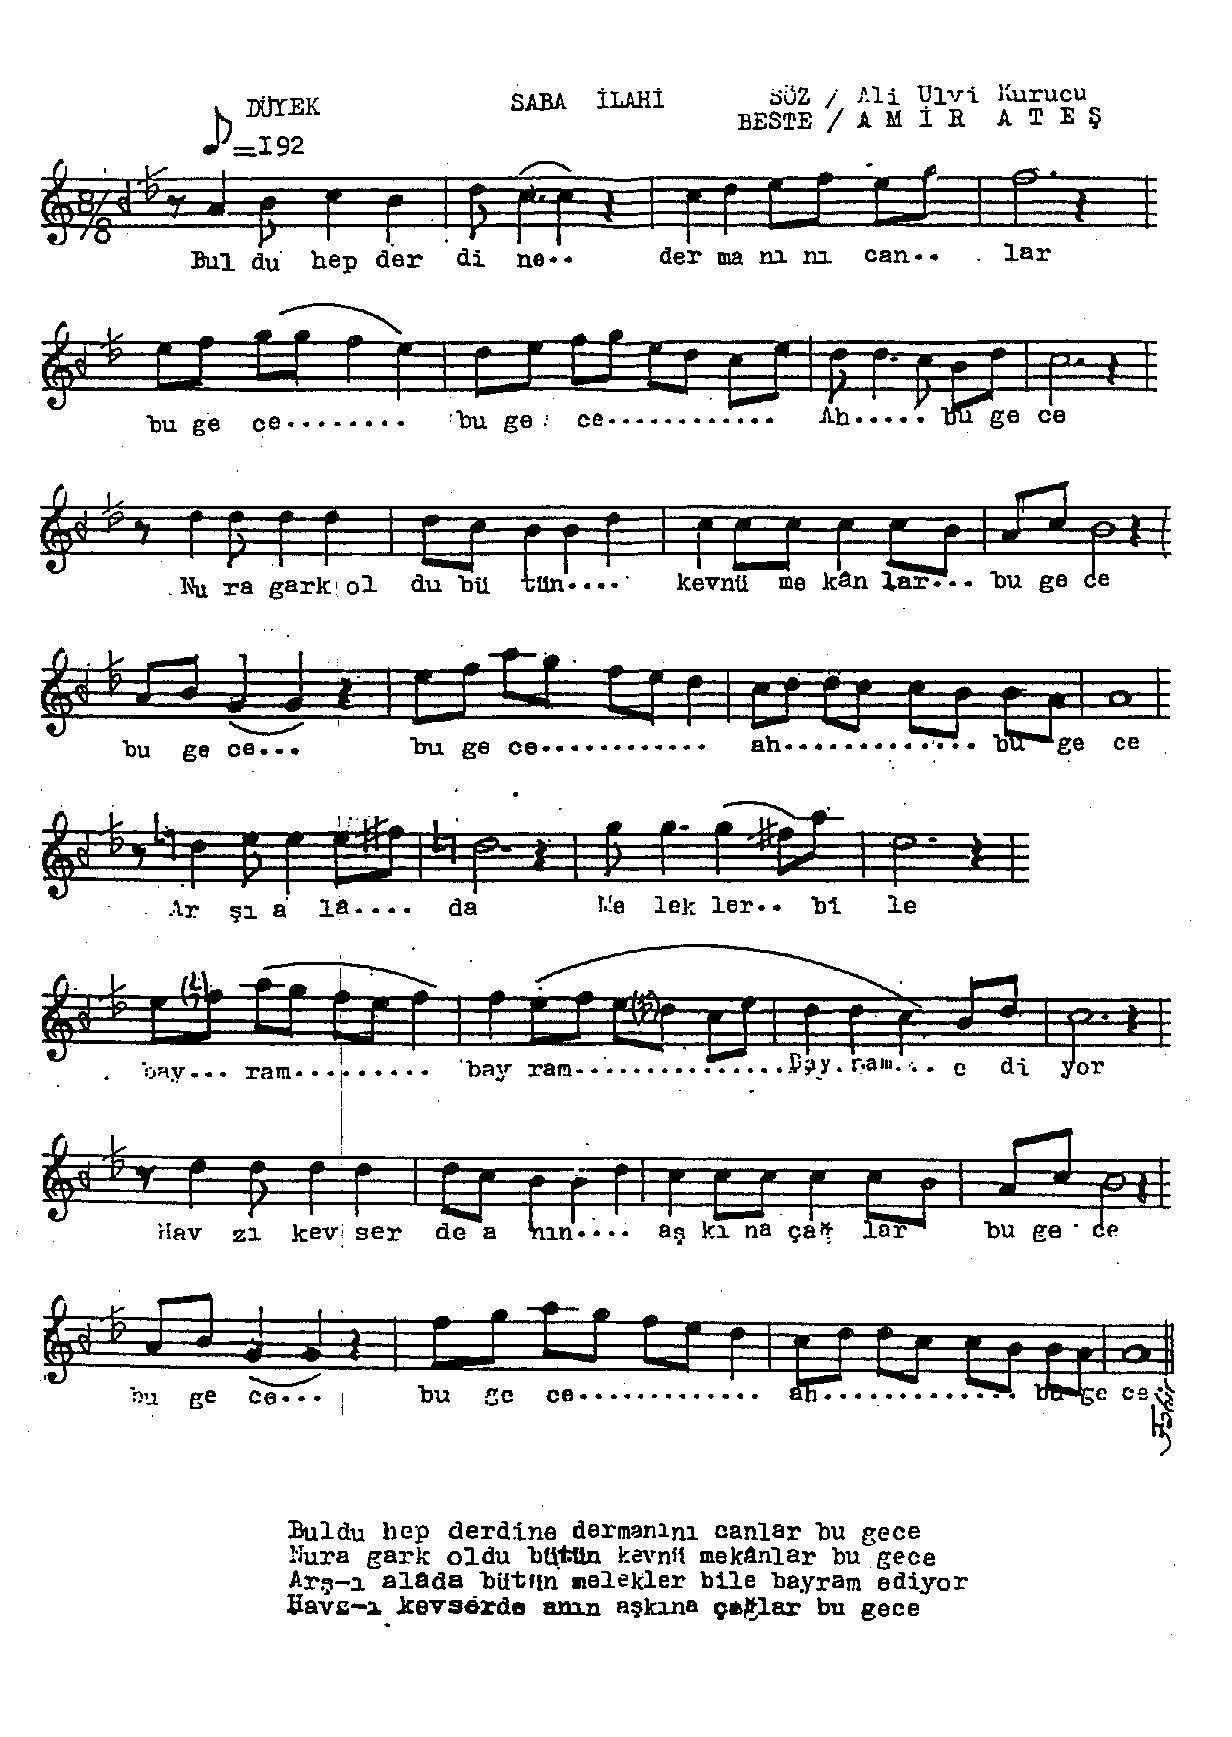 DÜYEK
SABA İLAHİ
SÖZ / Ali Ulvi Kurucu
BESTE / AMİR ATEŞ
=192
8/8
Bul du hep der di ne.. der ma nı nı can.. lar
bu ge ce........ bu ge ce............ Ah..... bu ge ce
Nu ra gark ol du bü tün.... kevnü me kân lar... bu ge ce
bu ge ce... bu ge ce........... ah............. bu ge ce
Ar şı a lâ.... da Me lek ler.. bi le
bay... ram......... bay ram...............Bay.ram... e di yor
Hav zı kev ser de a nın.... aş kı na çağ lar bu ge ce
bu ge ce... bu ge ce............ ah............ bu ge ce
Buldu hep derdine dermanını canlar bu gece
Nura gark oldu bütün kevnü mekânlar bu gece
Arş-ı alâda bütün melekler bile bayram ediyor
Havz-ı kevserde anın aşkına çağlar bu gece